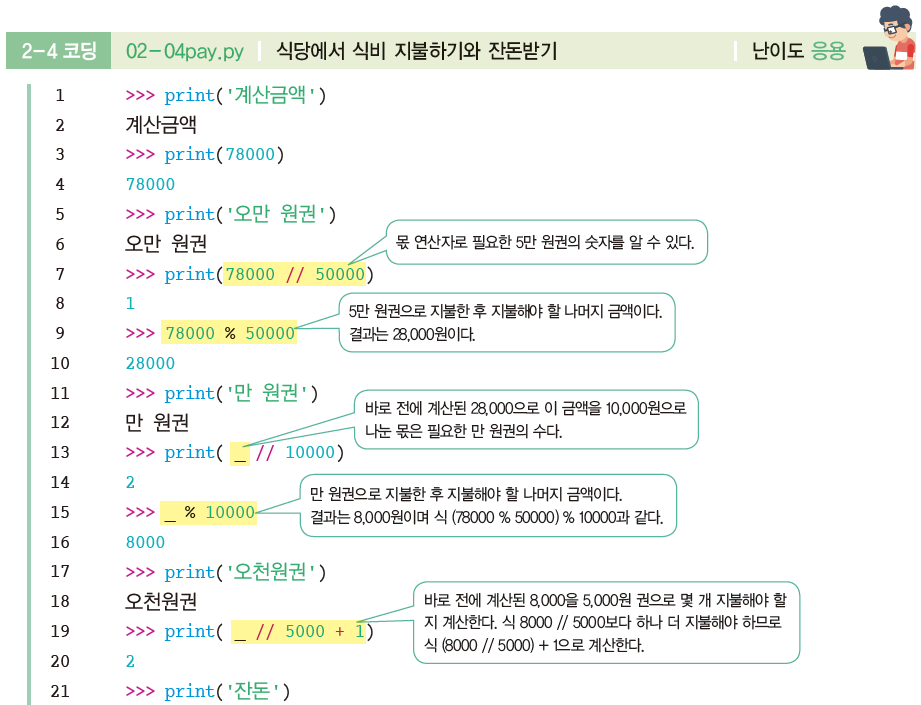 2-4 코딩 02-04pay.py 식당에서 식비 지불하기와 잔돈받기 난이도 응용
1 >>> print('계산금액')
2 계산금액
3 >>> print(78000)
4 78000
5 >>> print('오만 원권')
6 오만 원권
몫 연산자로 필요한 5만 원권의 숫자를 알 수 있다.
7 >>> print(78000 // 50000)
8 1
5만 원권으로 지불한 후 지불해야 할 나머지 금액이다.
결과는 28,000원이다.
9 >>> 78000 % 50000
10 28000
11 >>> print('만 원권')
12 만 원권
바로 전에 계산된 28,000으로 이 금액을 10,000원으로
나눈 몫은 필요한 만 원권의 수다.
13 >>> print( _ // 10000)
14 2
만 원권으로 지불한 후 지불해야 할 나머지 금액이다.
결과는 8,000원이며 식 (78000 % 50000) % 10000과 같다.
15 >>> _ % 10000
16 8000
17 >>> print('오천원권')
18 오천원권
바로 전에 계산된 8,000을 5,000원 권으로 몇 개 지불해야 할
지 계산한다. 식 8000 // 5000보다 하나 더 지불해야 하므로
식 (8000 // 5000) + 1으로 계산한다.
19 >>> print( _ // 5000 + 1)
20 2
21 >>> print('잔돈')